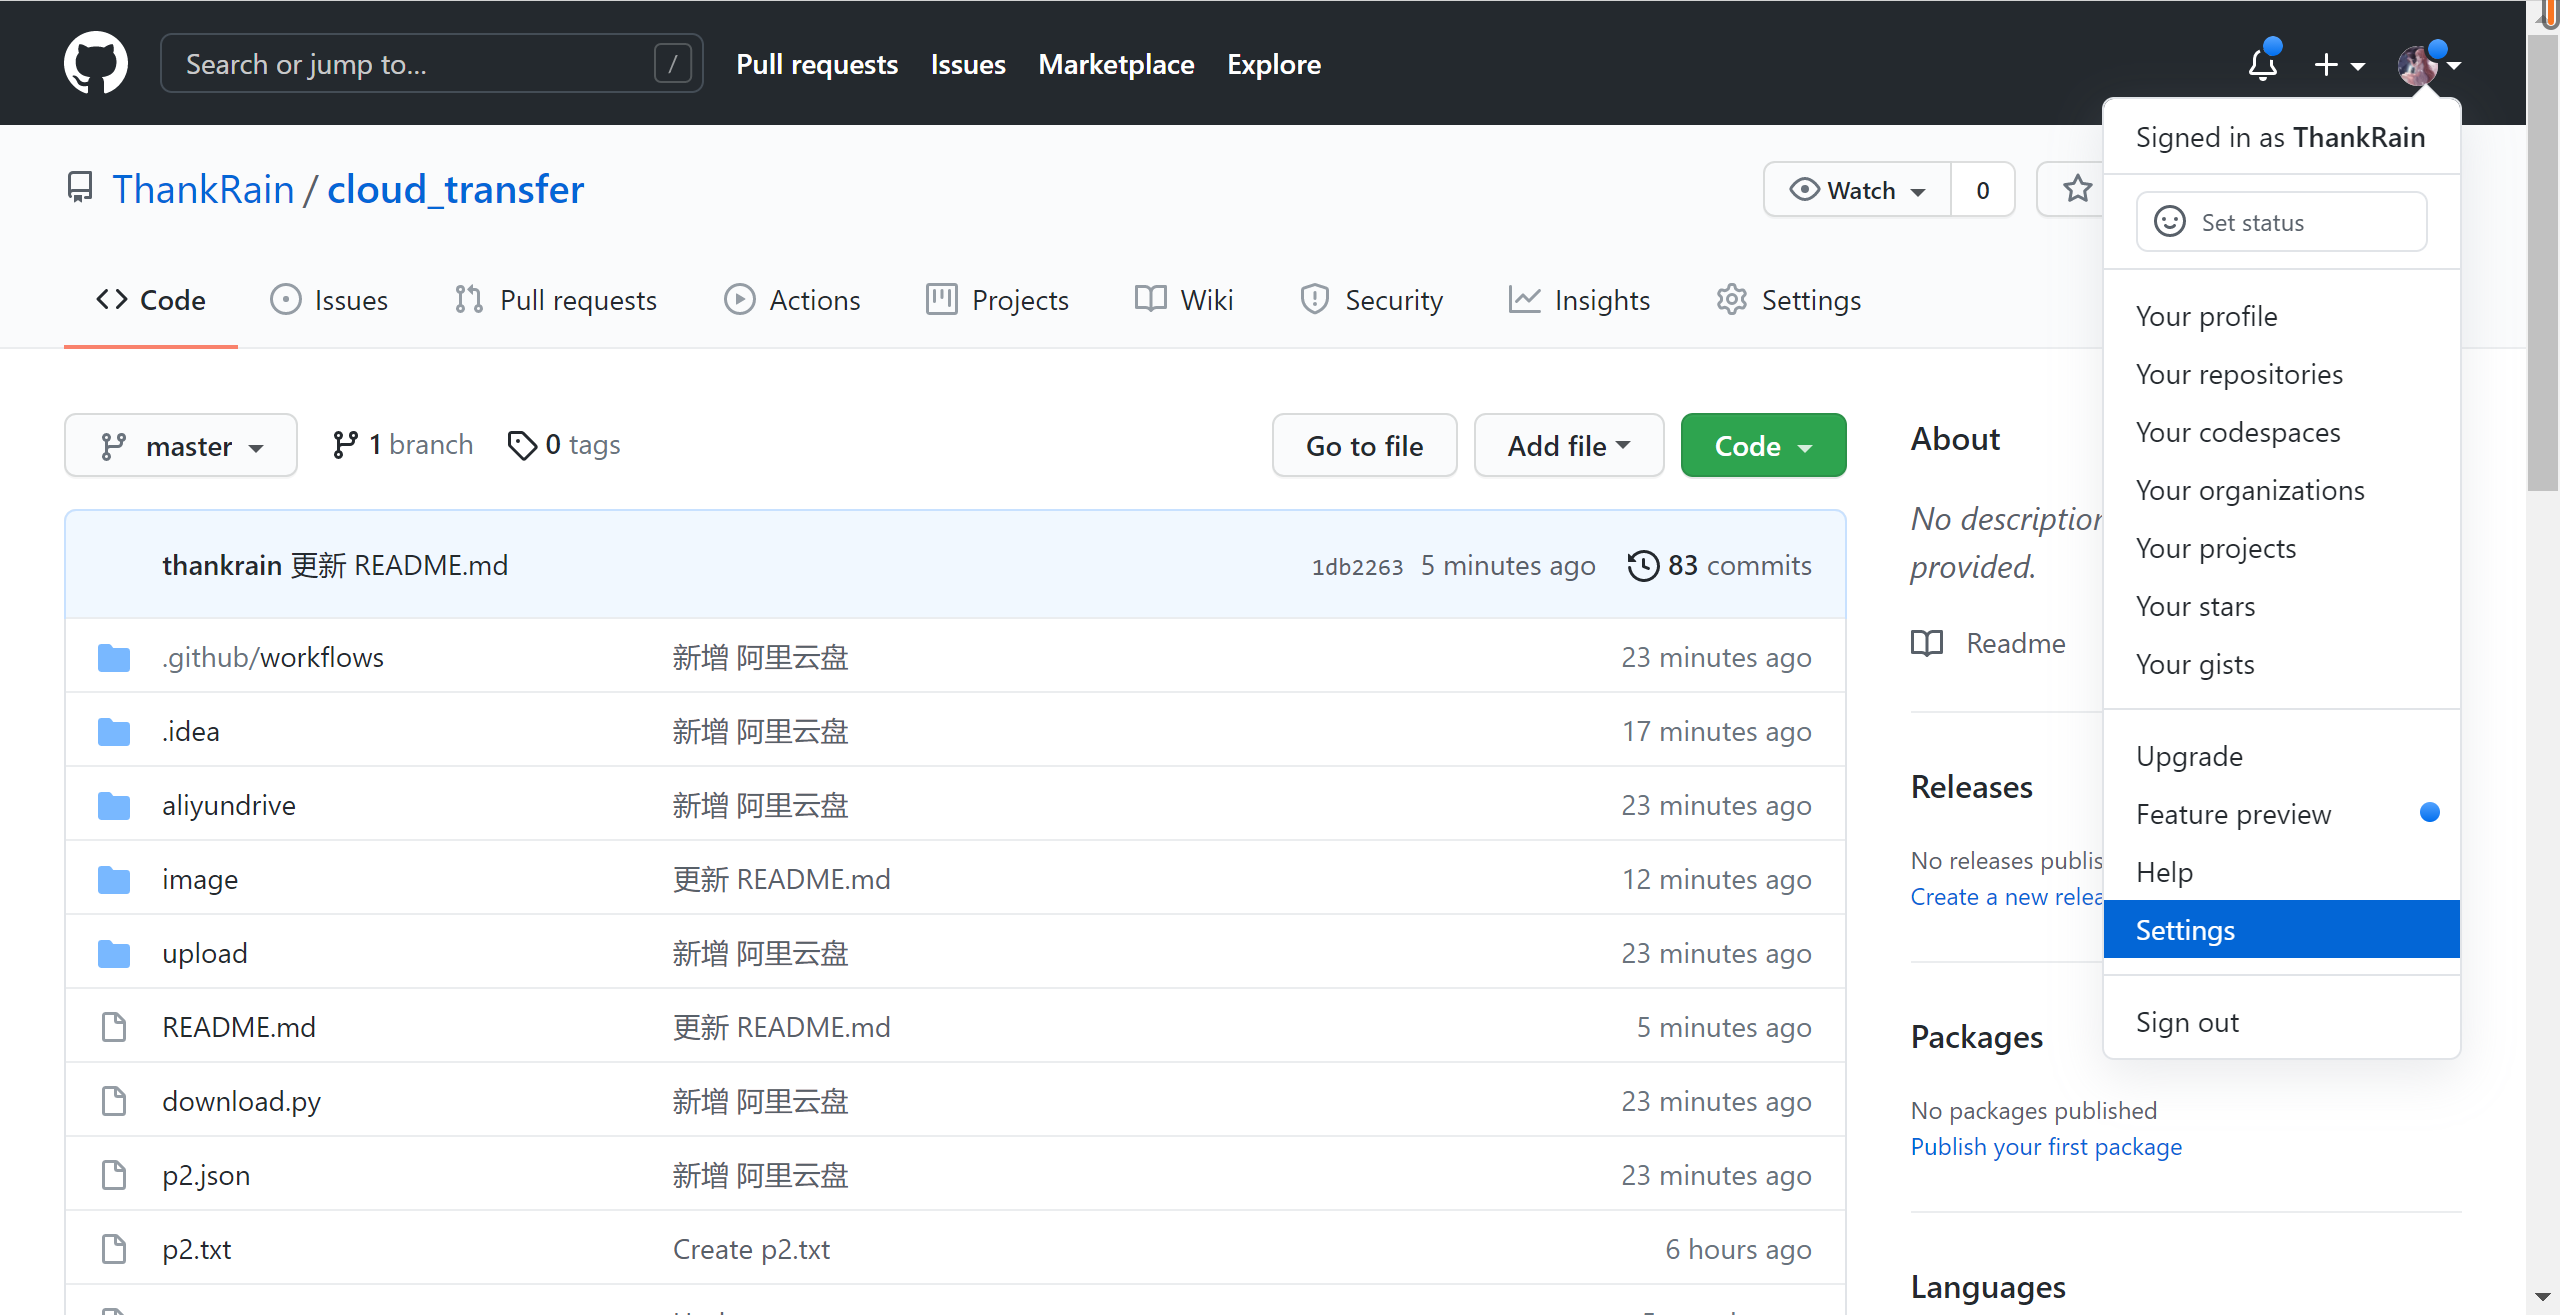 Search or jump to... /
Pull requests Issues Marketplace Explore
Signed in as ThankRain
Set status
Your profile
Your repositories
Your codespaces
Your organizations
Your projects
Your stars
Your gists
Upgrade
Feature preview
Help
Settings
Sign out
ThankRain / cloud_transfer
Watch 0
Code Issues Pull requests Actions Projects Wiki Security Insights Settings
master 1 branch 0 tags Go to file Add file Code
thankrain 更新 README.md 1db2263 5 minutes ago 83 commits
.github/workflows 新增 阿里云盘 23 minutes ago
.idea 新增 阿里云盘 17 minutes ago
aliyundrive 新增 阿里云盘 23 minutes ago
image 更新 README.md 12 minutes ago
upload 新增 阿里云盘 23 minutes ago
README.md 更新 README.md 5 minutes ago
download.py 新增 阿里云盘 23 minutes ago
p2.json 新增 阿里云盘 23 minutes ago
p2.txt Create p2.txt 6 hours ago
About
No description
provided.
Readme
Releases
No releases publis
Create a new relea
Packages
No packages published
Publish your first package
Languages